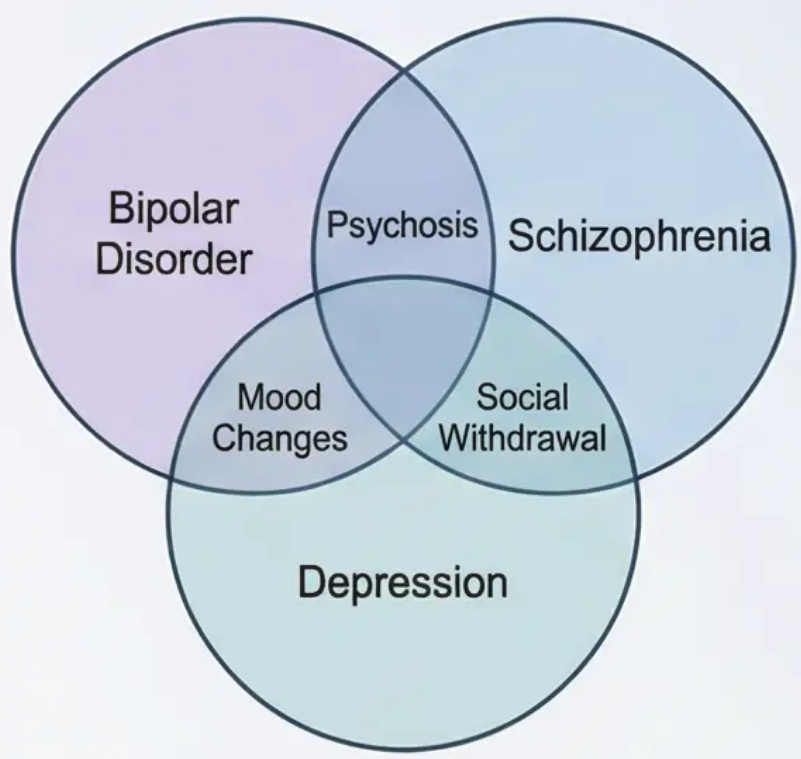 Bipolar
Disorder
Psychosis
Schizophrenia
Mood
Changes
Social
Withdrawal
Depression